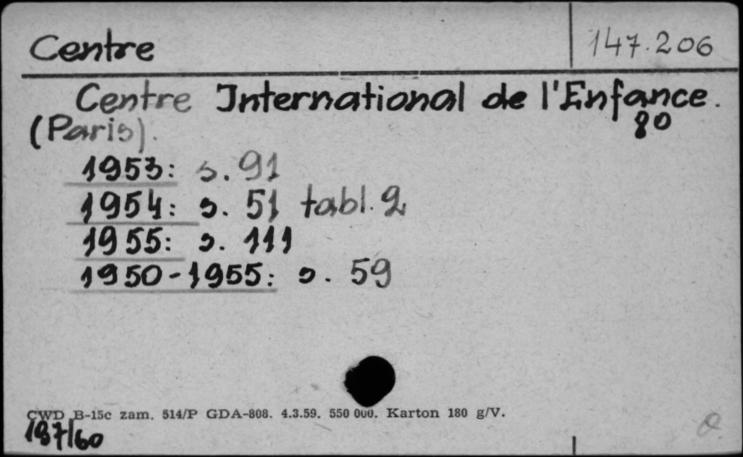 Centre 147.206
Centre International de l'Enfance.
(Paris). 80
1953: s. 91
1954: s. 51 tabl. 2
1955: s. 111
1950-1955: s. 59
CWD B-15c zam. 514/P GDA-808. 4.3.59. 550 000. Karton 180 g/V.
187/60